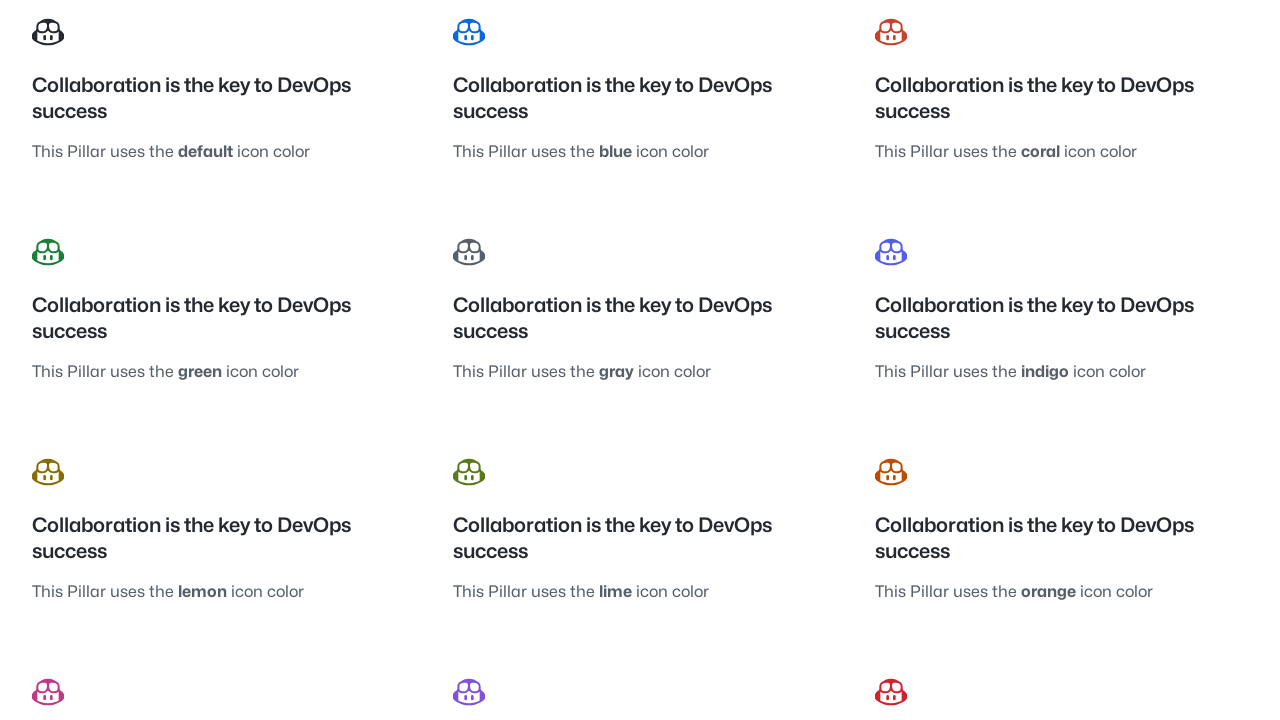 Collaboration is the key to DevOps
success
This Pillar uses the default icon color
Collaboration is the key to DevOps
success
This Pillar uses the blue icon color
Collaboration is the key to DevOps
success
This Pillar uses the coral icon color
Collaboration is the key to DevOps
success
This Pillar uses the green icon color
Collaboration is the key to DevOps
success
This Pillar uses the gray icon color
Collaboration is the key to DevOps
success
This Pillar uses the indigo icon color
Collaboration is the key to DevOps
success
This Pillar uses the lemon icon color
Collaboration is the key to DevOps
success
This Pillar uses the lime icon color
Collaboration is the key to DevOps
success
This Pillar uses the orange icon color